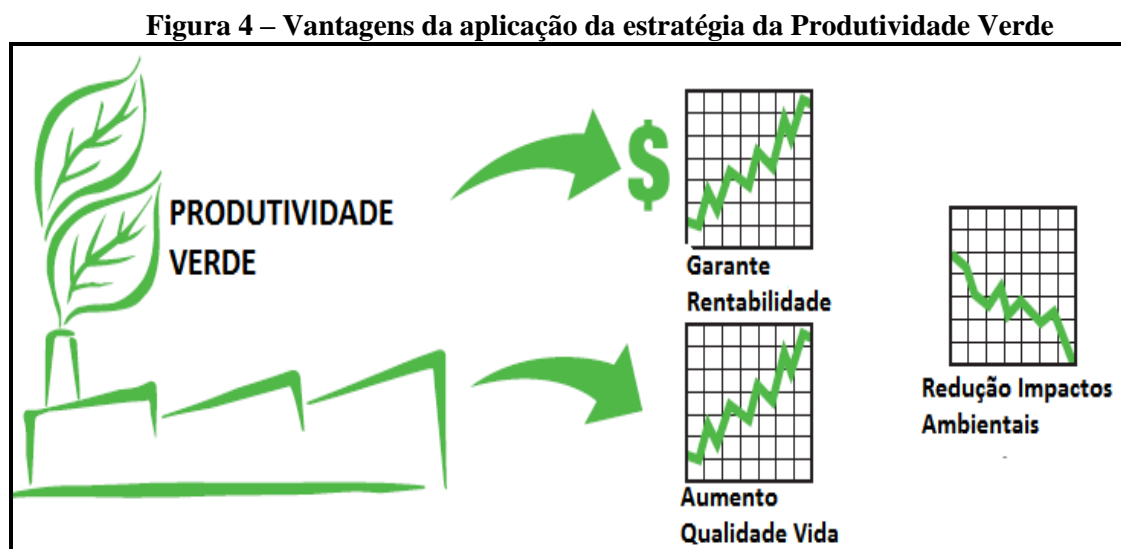 Figura 4 – Vantagens da aplicação da estratégia da Produtividade Verde
PRODUTIVIDADE
VERDE
$
Garante
Rentabilidade
Aumento
Qualidade Vida
Redução Impactos
Ambientais